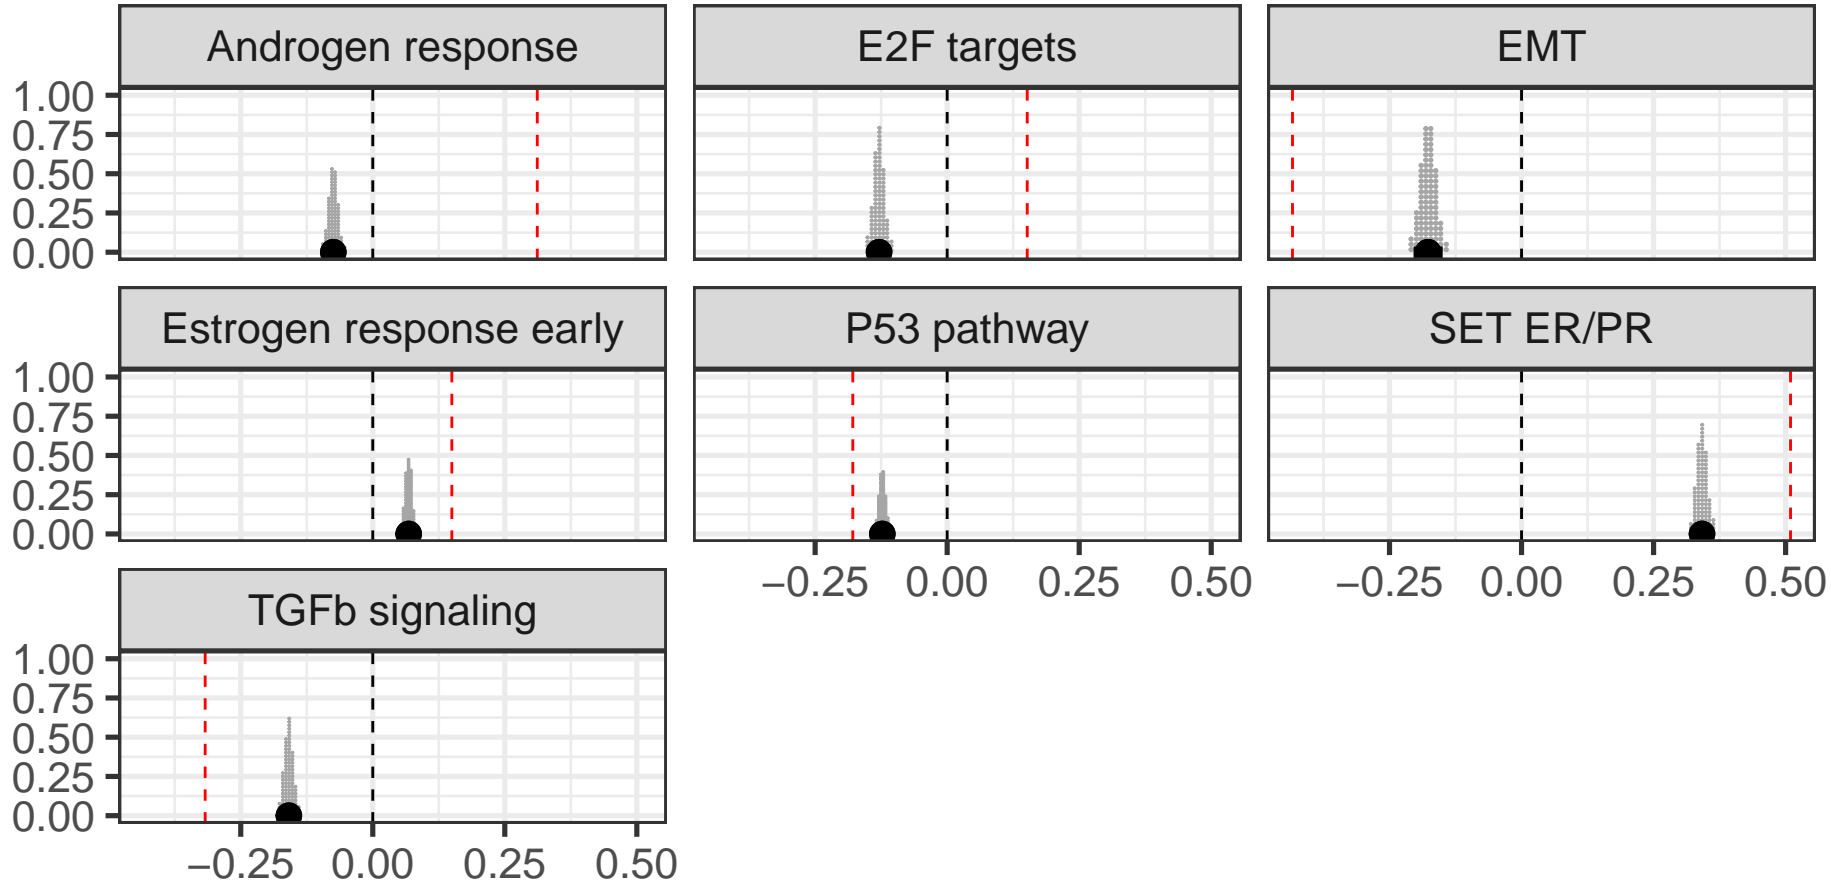 Androgen response
E2F targets
EMT
1.00
0.75
0.50
0.25
0.00
Estrogen response early
P53 pathway
SET ER/PR
1.00
0.75
0.50
0.25
0.00
−0.25 0.00 0.25 0.50
−0.25 0.00 0.25 0.50
TGFb signaling
1.00
0.75
0.50
0.25
0.00
−0.25 0.00 0.25 0.50